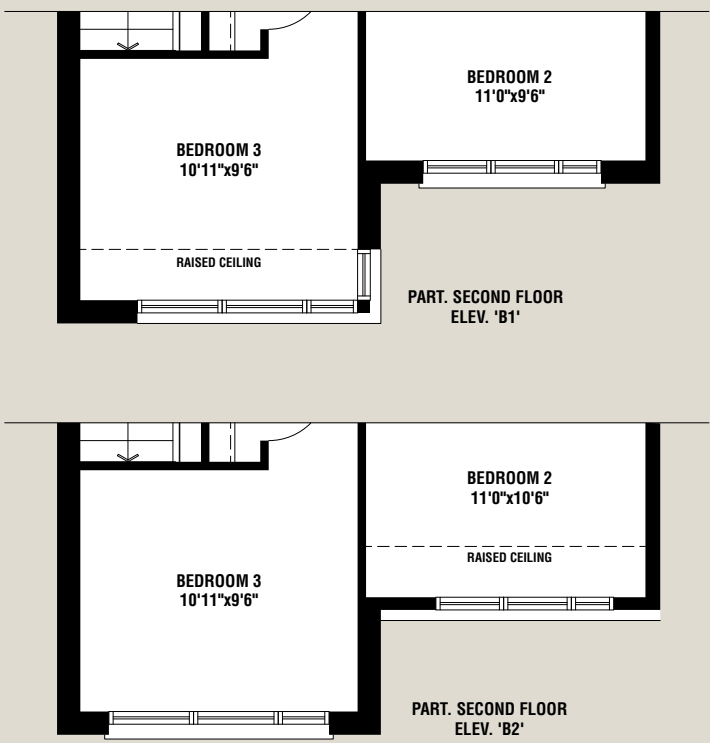 BEDROOM 2
11'0"x9'6"
BEDROOM 3
10'11"x9'6"
RAISED CEILING
PART. SECOND FLOOR
ELEV. 'B1'
BEDROOM 2
11'0"x10'6"
RAISED CEILING
BEDROOM 3
10'11"x9'6"
PART. SECOND FLOOR
ELEV. 'B2'